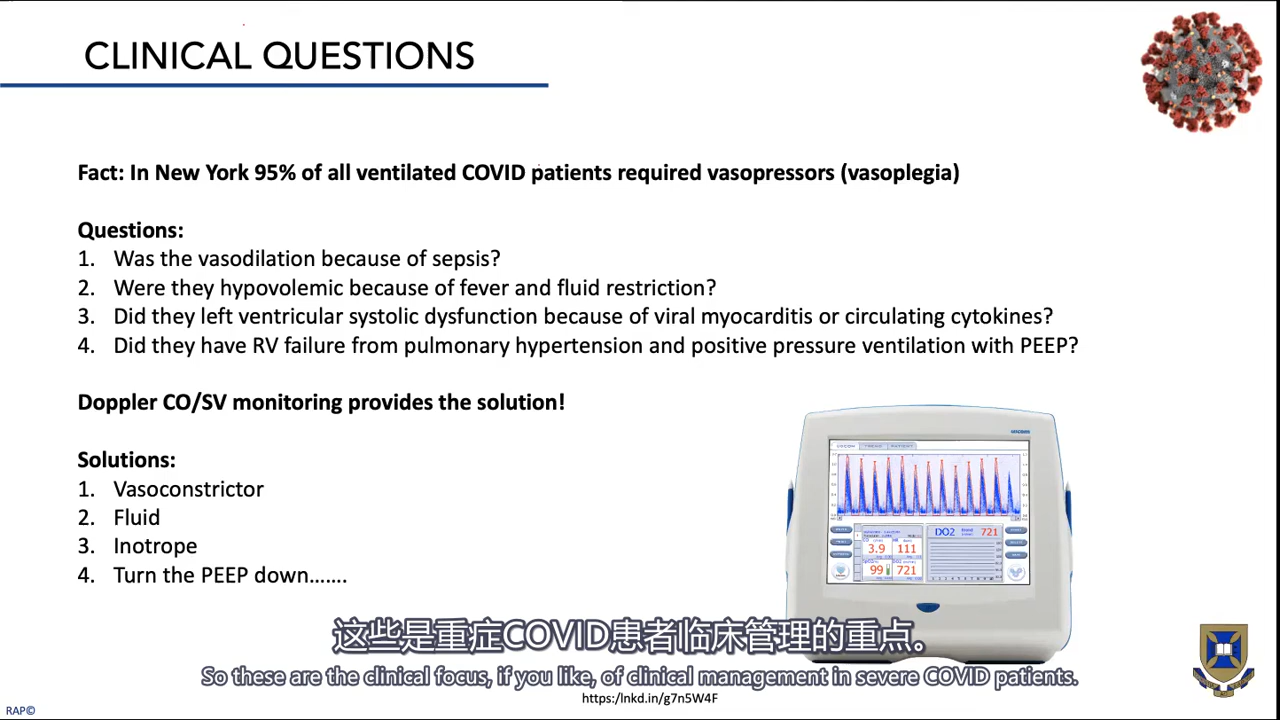 CLINICAL QUESTIONS
Fact: In New York 95% of all ventilated COVID patients required vasopressors (vasoplegia)
Questions:
1. Was the vasodilation because of sepsis?
2. Were they hypovolemic because of fever and fluid restriction?
3. Did they left ventricular systolic dysfunction because of viral myocarditis or circulating cytokines?
4. Did they have RV failure from pulmonary hypertension and positive pressure ventilation with PEEP?
Doppler CO/SV monitoring provides the solution!
Solutions:
1. Vasoconstrictor
2. Fluid
3. Inotrope
4. Turn the PEEP down.......
DO2 721
3.9 111
99 721
这些是重症COVID患者临床管理的重点。
So these are the clinical focus, if you like, of clinical management in severe COVID patients.
https:/lnkd.in/g7n5W4F
RAP©